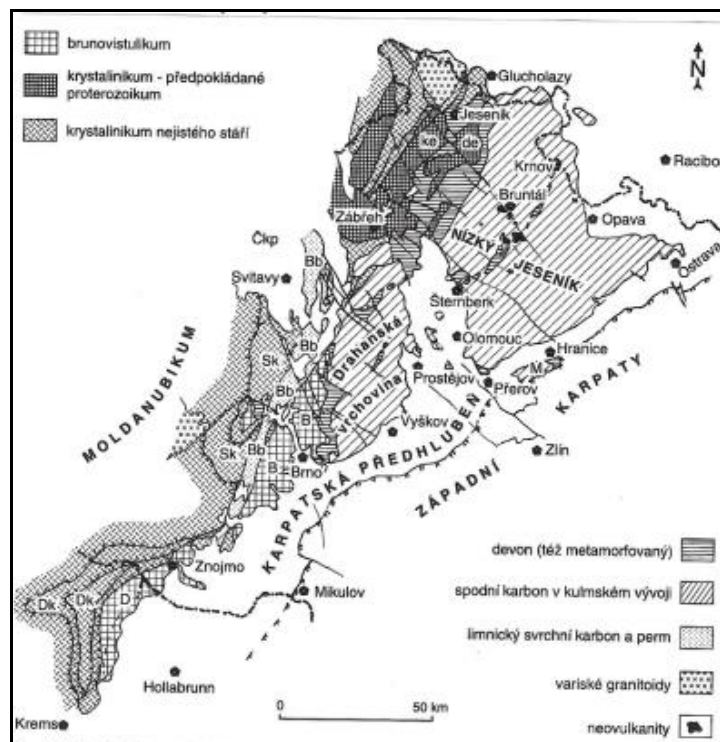 brunovistulikum
krystalinikum - předpokládané
proterozoikum
krystalinikum nejistého stáří
N
Glucholazy
Jeseník
ke
de
Racibo
Krnov
Bruntál
Zábřeh
Opava
NÍZKÝ
JESENÍK
Ostrava
Čkp
Bb
Svitavy
Šternberk
Bb
Drahanská
vrchovina
Olomouc
Hranice
M
Sk
Bb
Prostějov
Přerov
KARPATY
MOLDANUBIKUM
B
Vyškov
Zlín
Sk
Bb
B
Brno
KARPATSKÁ PŘEDHLUBEŇ
ZÁPADNÍ
devon (též metamorfovaný)
Znojmo
Mikulov
spodní karbon v kulmském vývoji
Dk
Dk
D
limnický svrchní karbon a perm
Hollabrunn
variské granitoidy
0
50 km
Krems
neovulkanity